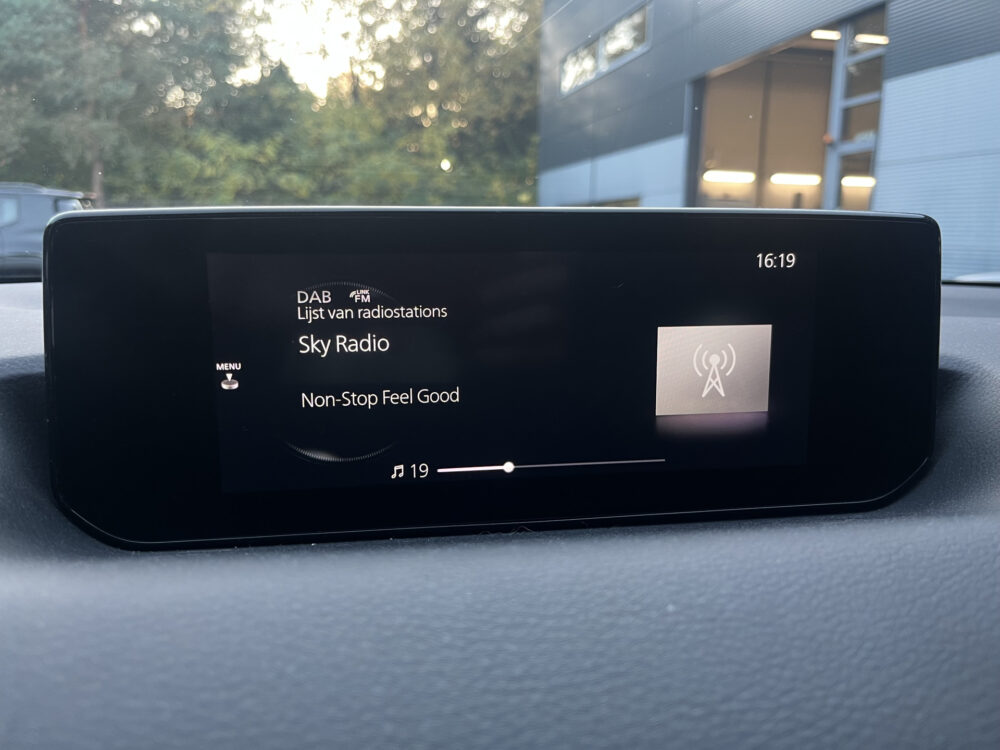 16:19
DAB LINK FM
Lijst van radiostations
Sky Radio
MENU
Non-Stop Feel Good
19